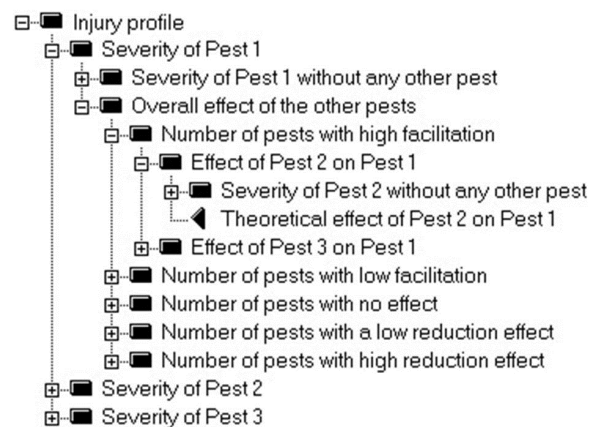 Injury profile
Severity of Pest 1
Severity of Pest 1 without any other pest
Overall effect of the other pests
Number of pests with high facilitation
Effect of Pest 2 on Pest 1
Severity of Pest 2 without any other pest
Theoretical effect of Pest 2 on Pest 1
Effect of Pest 3 on Pest 1
Number of pests with low facilitation
Number of pests with no effect
Number of pests with a low reduction effect
Number of pests with high reduction effect
Severity of Pest 2
Severity of Pest 3